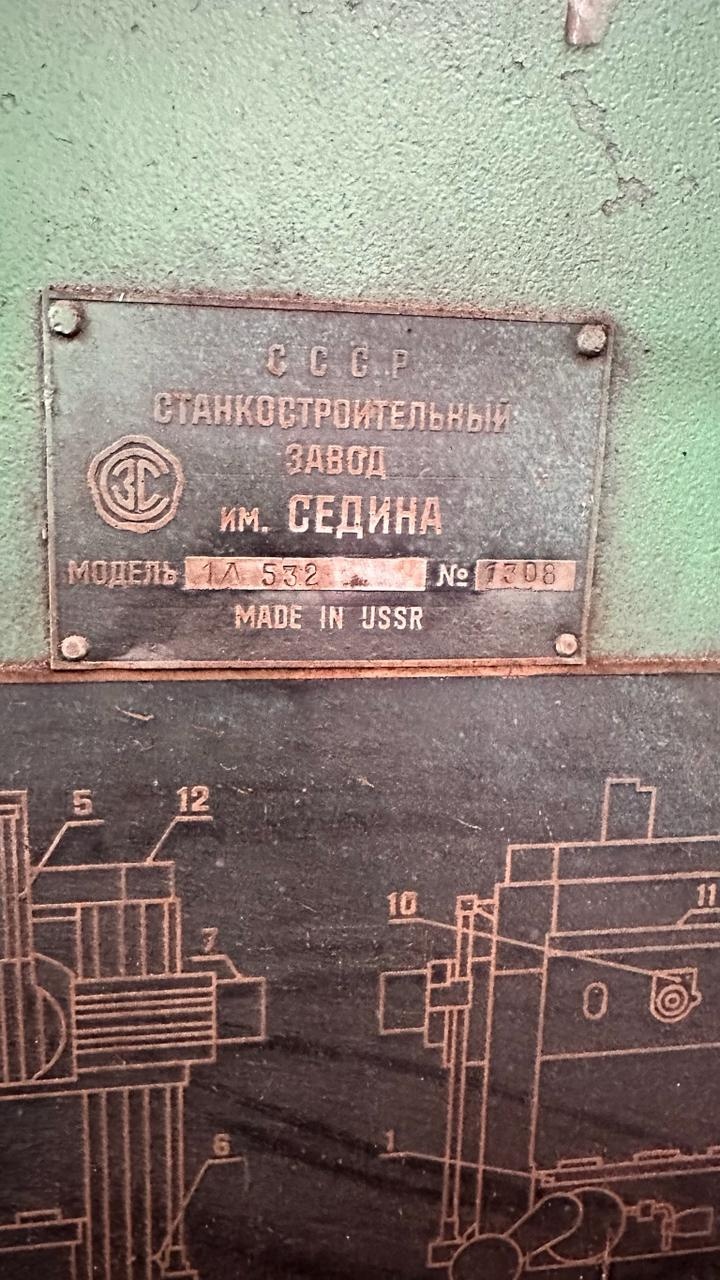 СССР
СТАНКОСТРОИТЕЛЬНЫЙ
ЗАВОД
ЗС
им. СЕДИНА
МОДЕЛЬ 1Л 532 № 1308
MADE IN USSR
5
12
7
10
11
6
1